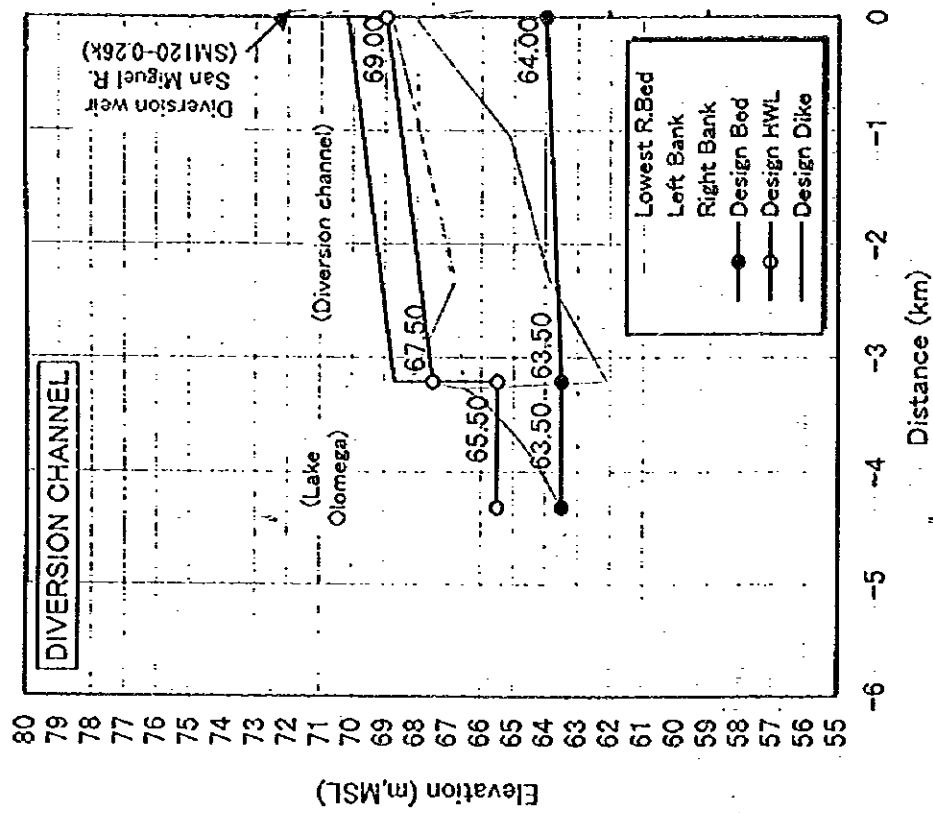 DIVERSION CHANNEL
Elevation (m,MSL)
80
79
78
77
76
75
74
73
72
71
70
69
68
67
66
65
64
63
62
61
60
59
58
57
56
55
(Lake
Olomega)
(Diversion channel)
Diversion weir
San Miguel R.
(SM120-0.26k)
69.00
67.50
65.50
64.00
63.50
63.50
Lowest R.Bed
Left Bank
Right Bank
Design Bed
Design HWL
Design Dike
-6
-5
-4
-3
-2
-1
0
Distance (km)